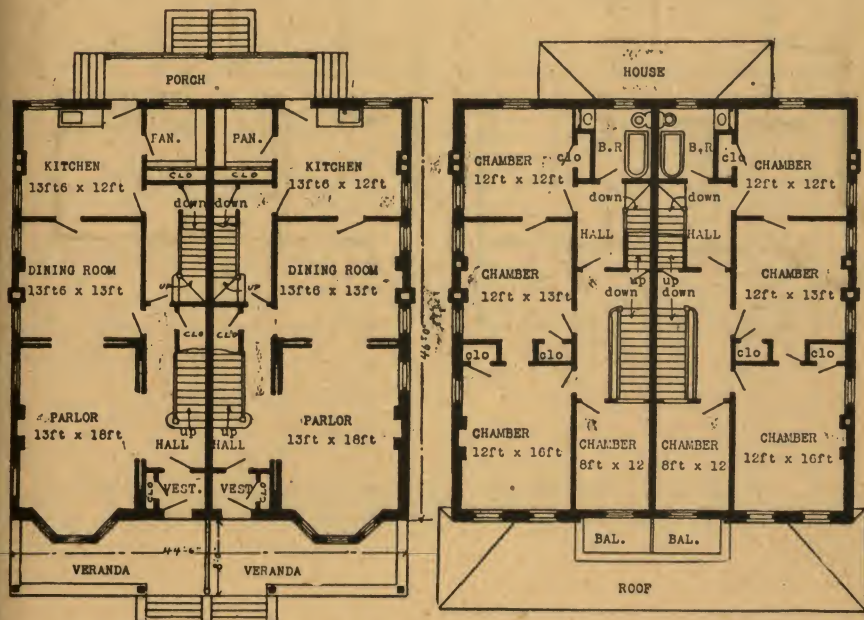 PORCH
PAN.
PAN.
KITCHEN
13ft6 x 12ft
KITCHEN
13ft6 x 12ft
CLO
CLO
down
down
DINING ROOM
13ft6 x 13ft
DINING ROOM
13ft6 x 13ft
UP
UP
CLO
CLO
PARLOR
13ft x 18ft
PARLOR
13ft x 18ft
up
up
HALL
HALL
CLO
VEST.
VEST
CLO
46'0"
44'6"
VERANDA
VERANDA
HOUSE
CHAMBER
12ft x 12ft
clo
B.R
B.R
clo
CHAMBER
12ft x 12ft
down
down
HALL
HALL
up
up
CHAMBER
12ft x 13ft
CHAMBER
12ft x 13ft
down
down
clo
clo
clo
clo
CHAMBER
12ft x 16ft
CHAMBER
8ft x 12
CHAMBER
8ft x 12
CHAMBER
12ft x 16ft
BAL.
BAL.
ROOF